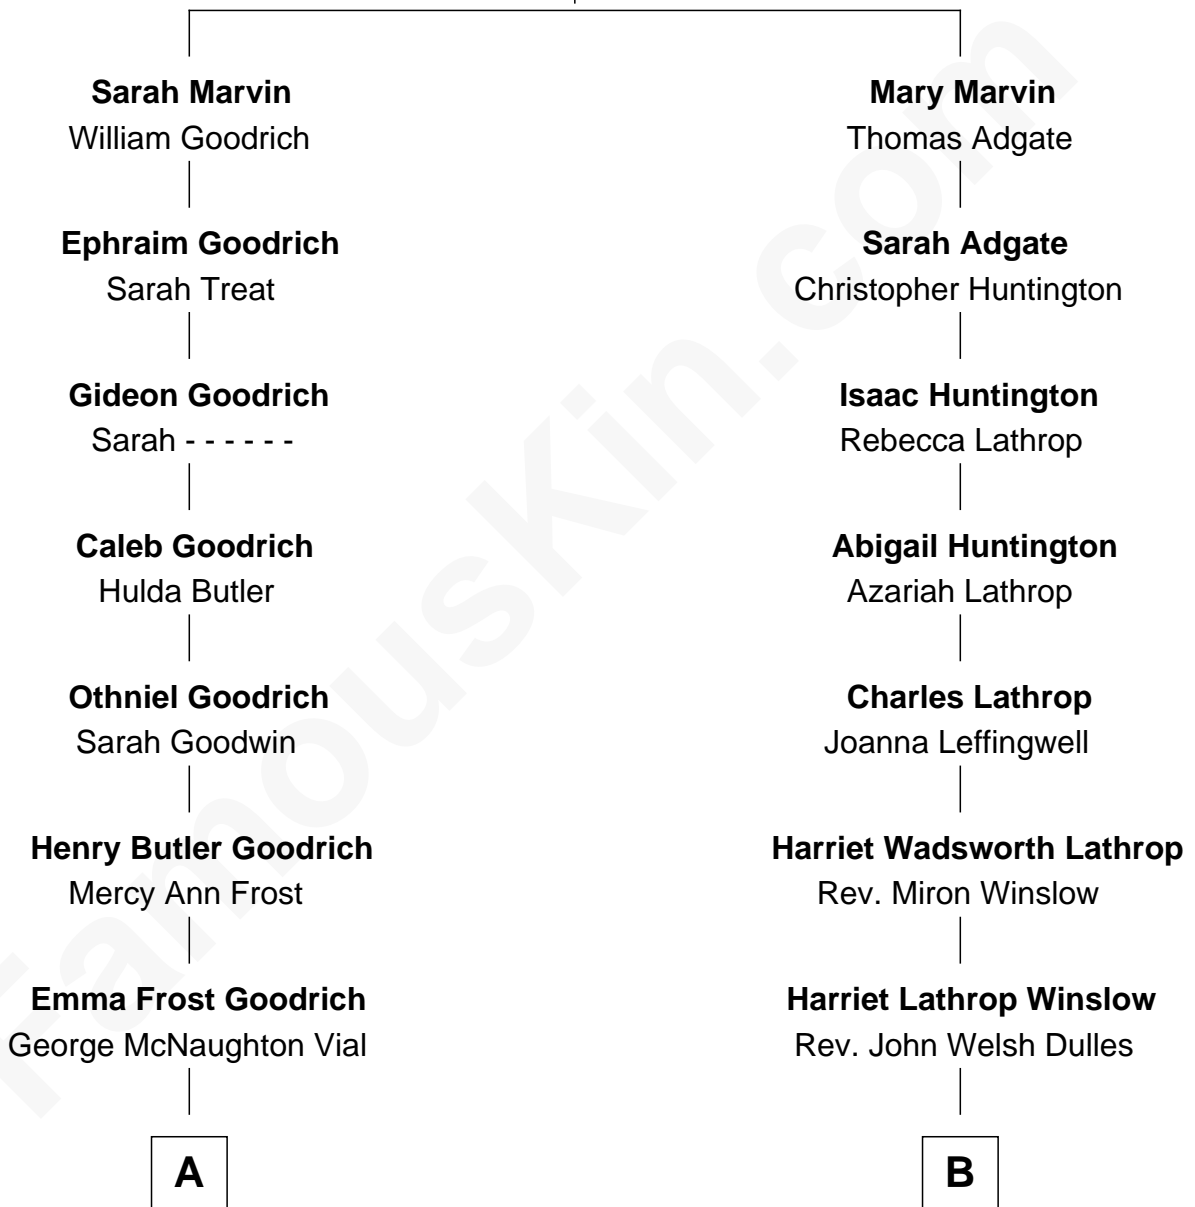 Sarah Marvin
William Goodrich
Mary Marvin
Thomas Adgate
Ephraim Goodrich
Sarah Treat
Sarah Adgate
Christopher Huntington
Gideon Goodrich
Sarah - - - - - -
Isaac Huntington
Rebecca Lathrop
Caleb Goodrich
Hulda Butler
Abigail Huntington
Azariah Lathrop
Othniel Goodrich
Sarah Goodwin
Charles Lathrop
Joanna Leffingwell
Henry Butler Goodrich
Mercy Ann Frost
Harriet Wadsworth Lathrop
Rev. Miron Winslow
Emma Frost Goodrich
George McNaughton Vial
Harriet Lathrop Winslow
Rev. John Welsh Dulles
A
B
FamousKin.com